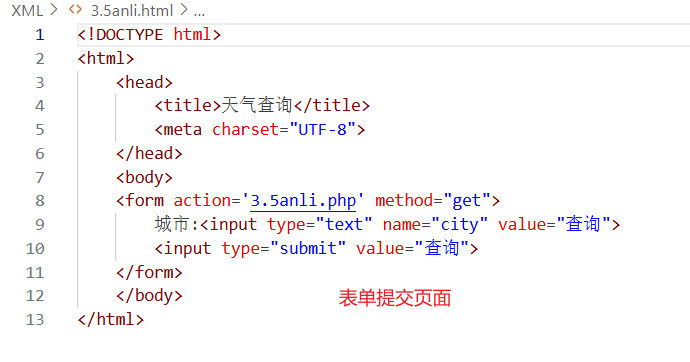 XML > <> 3.5anli.html > ...
1 <!DOCTYPE html>
2 <html>
3     <head>
4         <title>天气查询</title>
5         <meta charset="UTF-8">
6     </head>
7     <body>
8     <form action='3.5anli.php' method="get">
9         城市:<input type="text" name="city" value="查询">
10         <input type="submit" value="查询">
11     </form>
12     </body>
表单提交页面
13 </html>